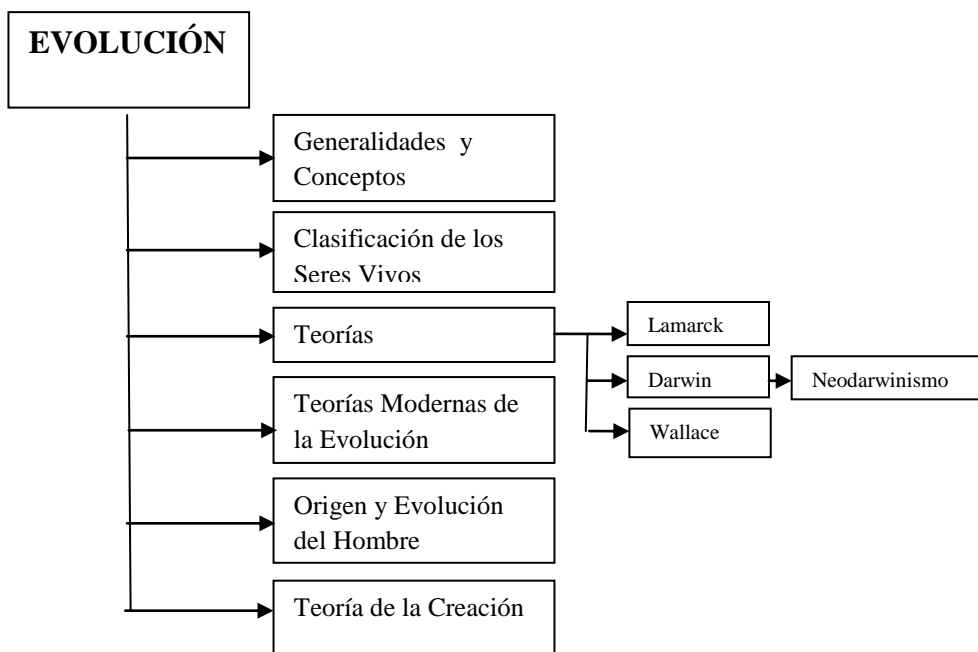 EVOLUCIÓN
Generalidades y
Conceptos
Clasificación de los
Seres Vivos
Teorías
Lamarck
Darwin
Neodarwinismo
Wallace
Teorías Modernas de
la Evolución
Origen y Evolución
del Hombre
Teoría de la Creación